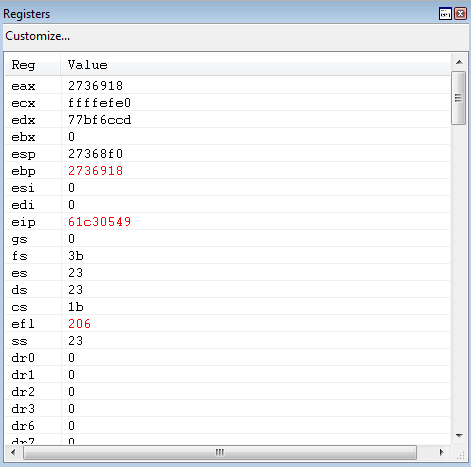 Registers
Customize...
Reg Value
eax 2736918
ecx ffffefe0
edx 77bf6ccd
ebx 0
esp 27368f0
ebp 2736918
esi 0
edi 0
eip 61c30549
gs 0
fs 3b
es 23
ds 23
cs 1b
efl 206
ss 23
dr0 0
dr1 0
dr2 0
dr3 0
dr6 0
dr7 0